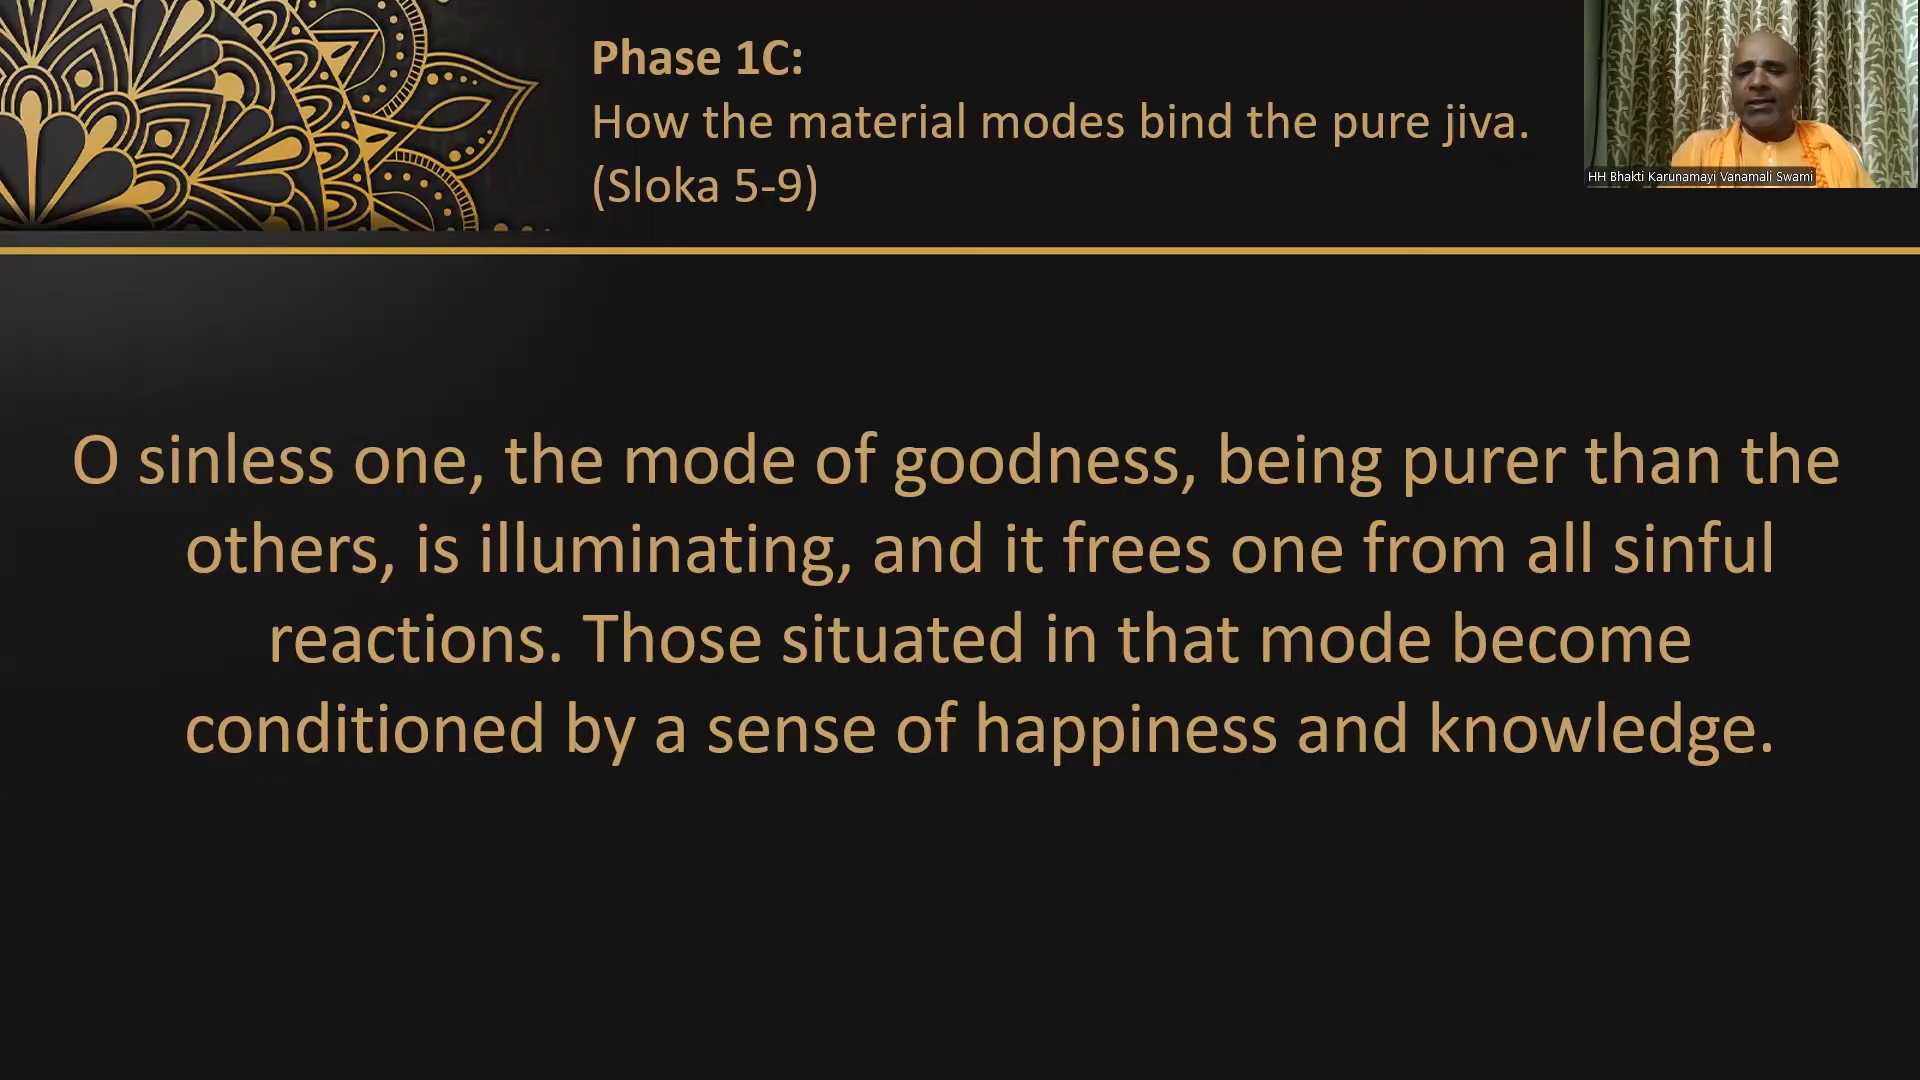 Phase 1C:
How the material modes bind the pure jiva.
(Sloka 5-9)
HH Bhakti Karunamayi Vanamali Swami
O sinless one, the mode of goodness, being purer than the
others, is illuminating, and it frees one from all sinful
reactions. Those situated in that mode become
conditioned by a sense of happiness and knowledge.